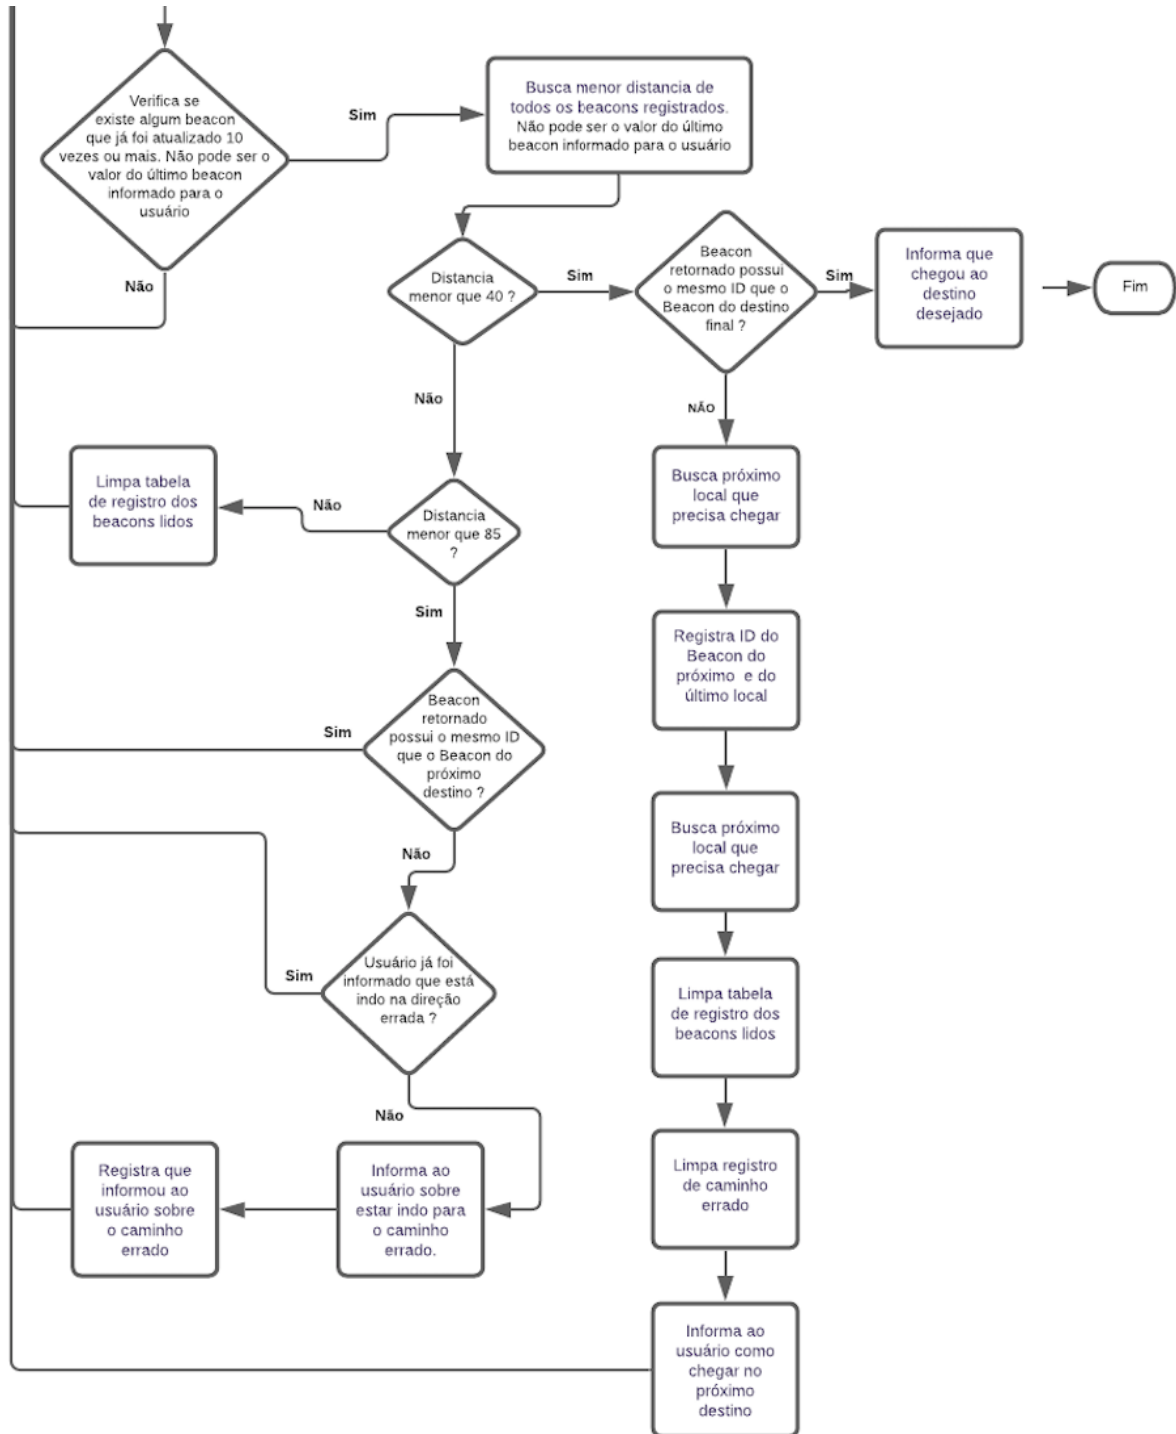 Verifica se
existe algum beacon
que já foi atualizado 10
vezes ou mais. Não pode ser o
valor do último beacon
informado para o
usuário
Sim
Busca menor distancia de
todos os beacons registrados.
Não pode ser o valor do último
beacon informado para o usuário
Não
Distancia
menor que 40 ?
Sim
Beacon
retornado possui
o mesmo ID que o
Beacon do destino
final ?
Sim
Informa que
chegou ao
destino
desejado
Fim
Não
NÃO
Limpa tabela
de registro dos
beacons lidos
Não
Distancia
menor que 85
?
Busca próximo
local que
precisa chegar
Sim
Registra ID do
Beacon do
próximo  e do
último local
Sim
Beacon
retornado
possui o mesmo ID
que o Beacon do
próximo
destino ?
Busca próximo
local que
precisa chegar
Não
Sim
Usuário já foi
informado que está
indo na direção
errada ?
Limpa tabela
de registro dos
beacons lidos
Não
Registra que
informou ao
usuário sobre
o caminho
errado
Informa ao
usuário sobre
estar indo para
o caminho
errado.
Limpa registro
de caminho
errado
Informa ao
usuário como
chegar no
próximo
destino